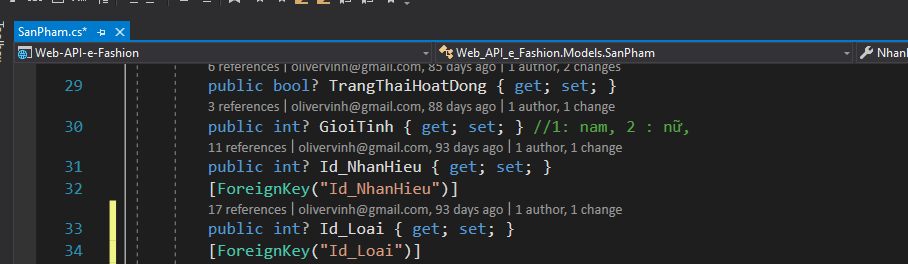 SanPham.cs*
Web-API-e-Fashion
Web_API_e_Fashion.Models.SanPham
Nhanl
6 references | olivervinh@gmail.com, 85 days ago | 1 author, 2 changes
29 public bool? TrangThaiHoatDong { get; set; }
3 references | olivervinh@gmail.com, 88 days ago | 1 author, 1 change
30 public int? GioiTinh { get; set; } //1: nam, 2 : nữ,
11 references | olivervinh@gmail.com, 93 days ago | 1 author, 1 change
31 public int? Id_NhanHieu { get; set; }
32 [ForeignKey("Id_NhanHieu")]
17 references | olivervinh@gmail.com, 93 days ago | 1 author, 1 change
33 public int? Id_Loai { get; set; }
34 [ForeignKey("Id_Loai")]